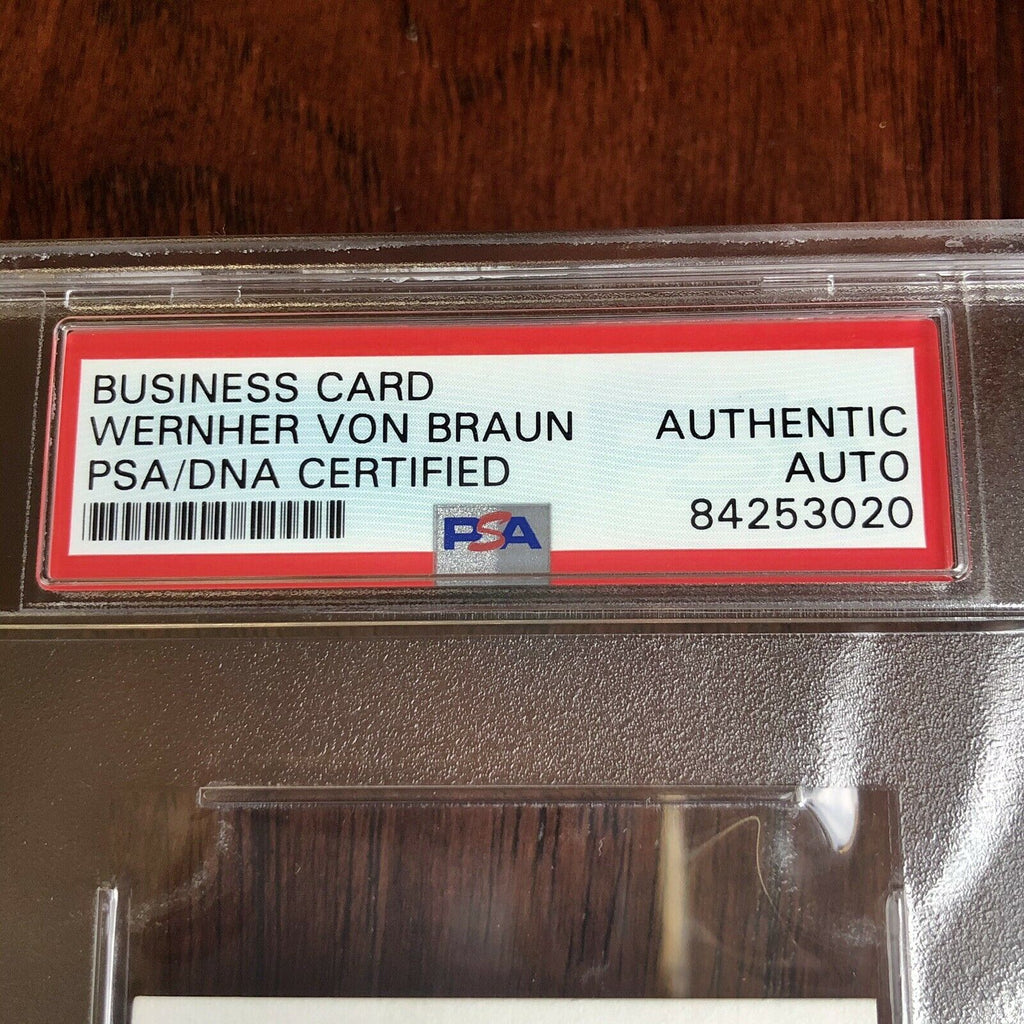 BUSINESS CARD
WERNHER VON BRAUN
PSA/DNA CERTIFIED
AUTHENTIC
AUTO
84253020
PSA